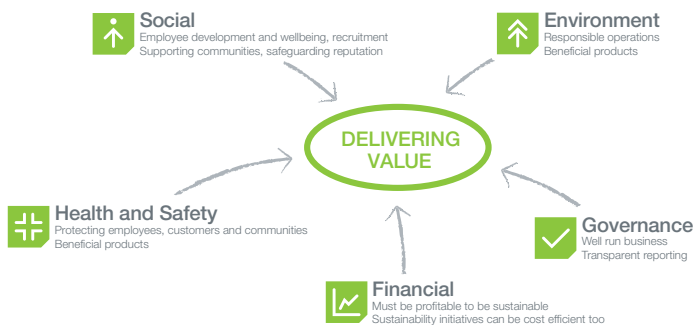 Social
Employee development and wellbeing, recruitment
Supporting communities, safeguarding reputation
Environment
Responsible operations
Beneficial products
DELIVERING
VALUE
Health and Safety
Protecting employees, customers and communities
Beneficial products
Governance
Well run business
Transparent reporting
Financial
Must be profitable to be sustainable
Sustainability initiatives can be cost efficient too